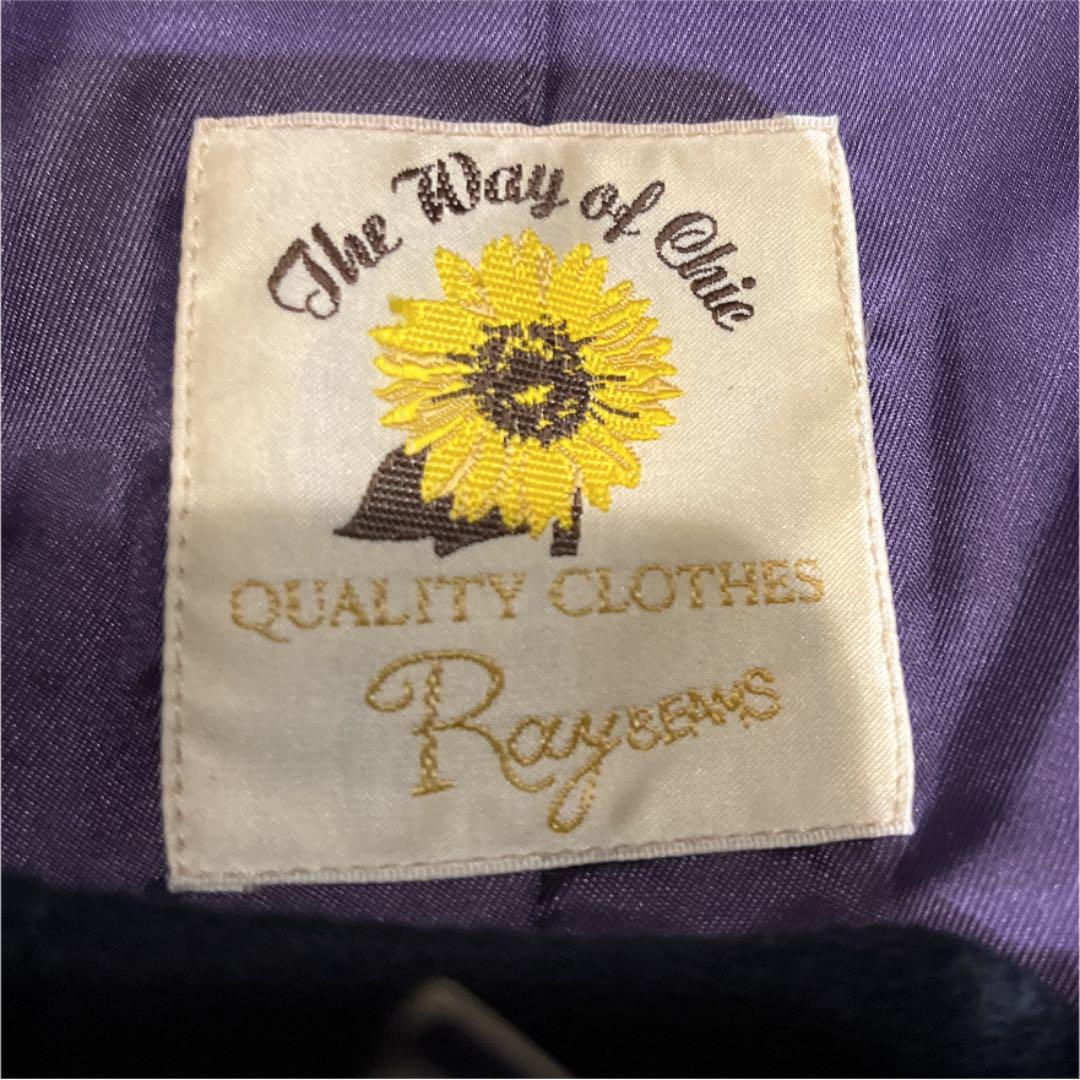 The Way of Chic
QUALITY CLOTHES
Ray BEAMS